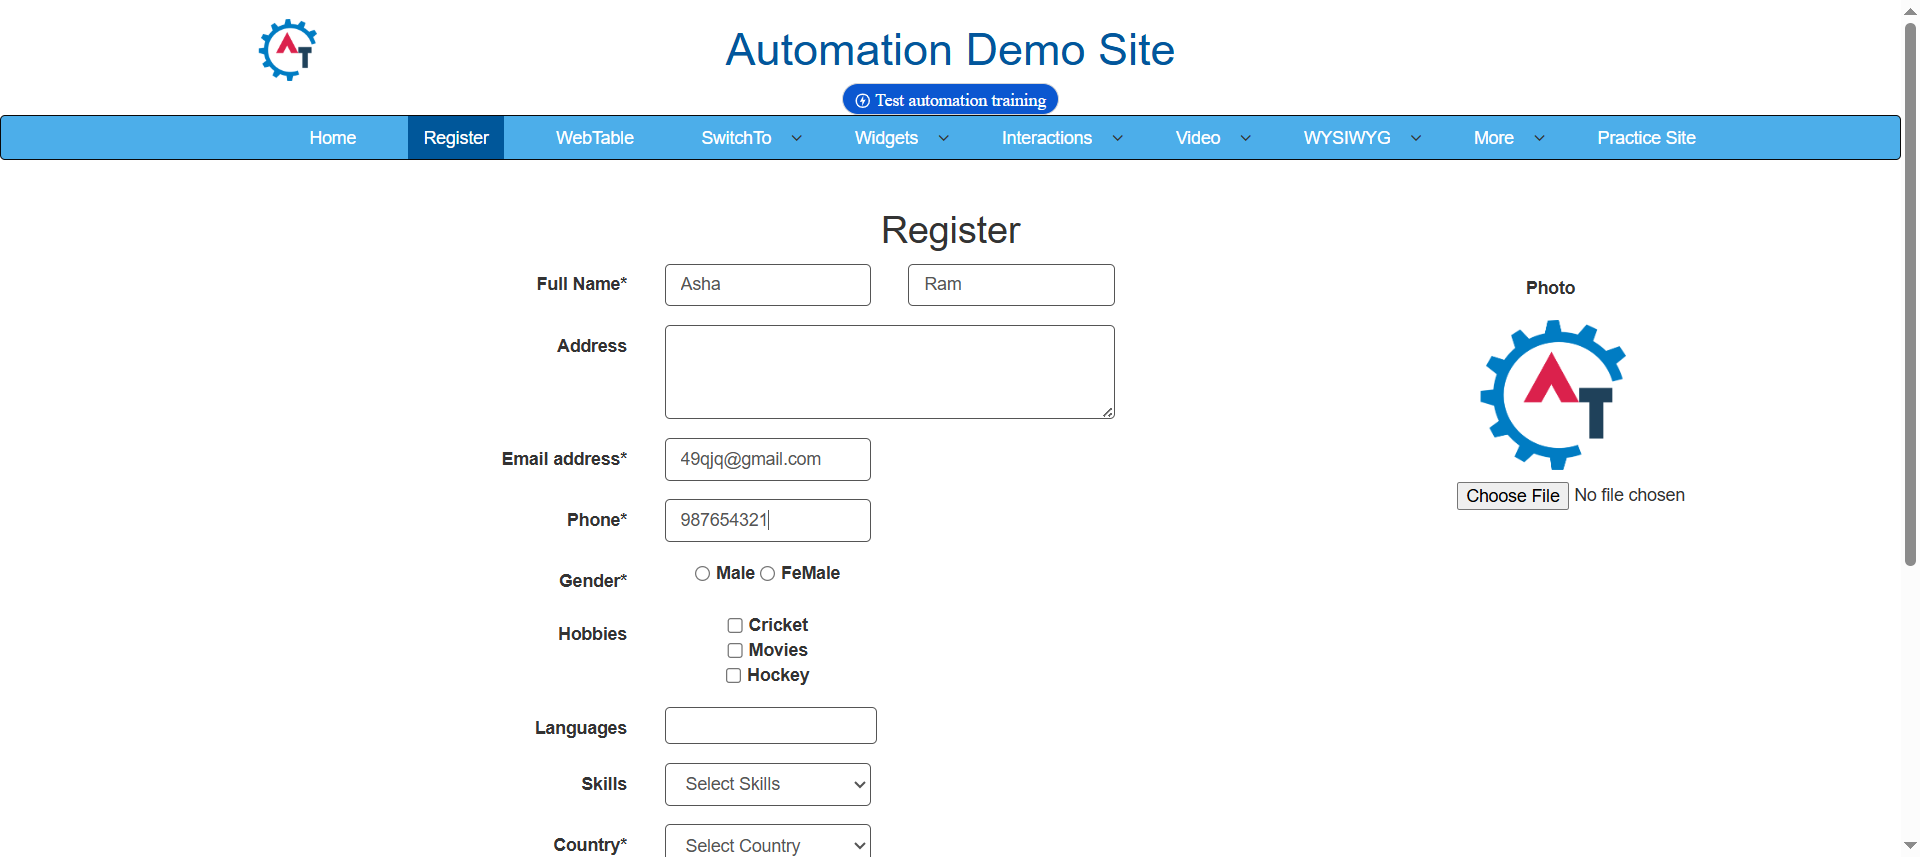 AT
Automation Demo Site
Test automation training
Home Register WebTable SwitchTo Widgets Interactions Video WYSIWYG More Practice Site
Register
Full Name* Asha Ram
Photo
Address
AT
Email address* 49qjq@gmail.com
Choose File No file chosen
Phone* 987654321
Gender* Male FeMale
Hobbies Cricket
Movies
Hockey
Languages
Skills Select Skills
Country* Select Country